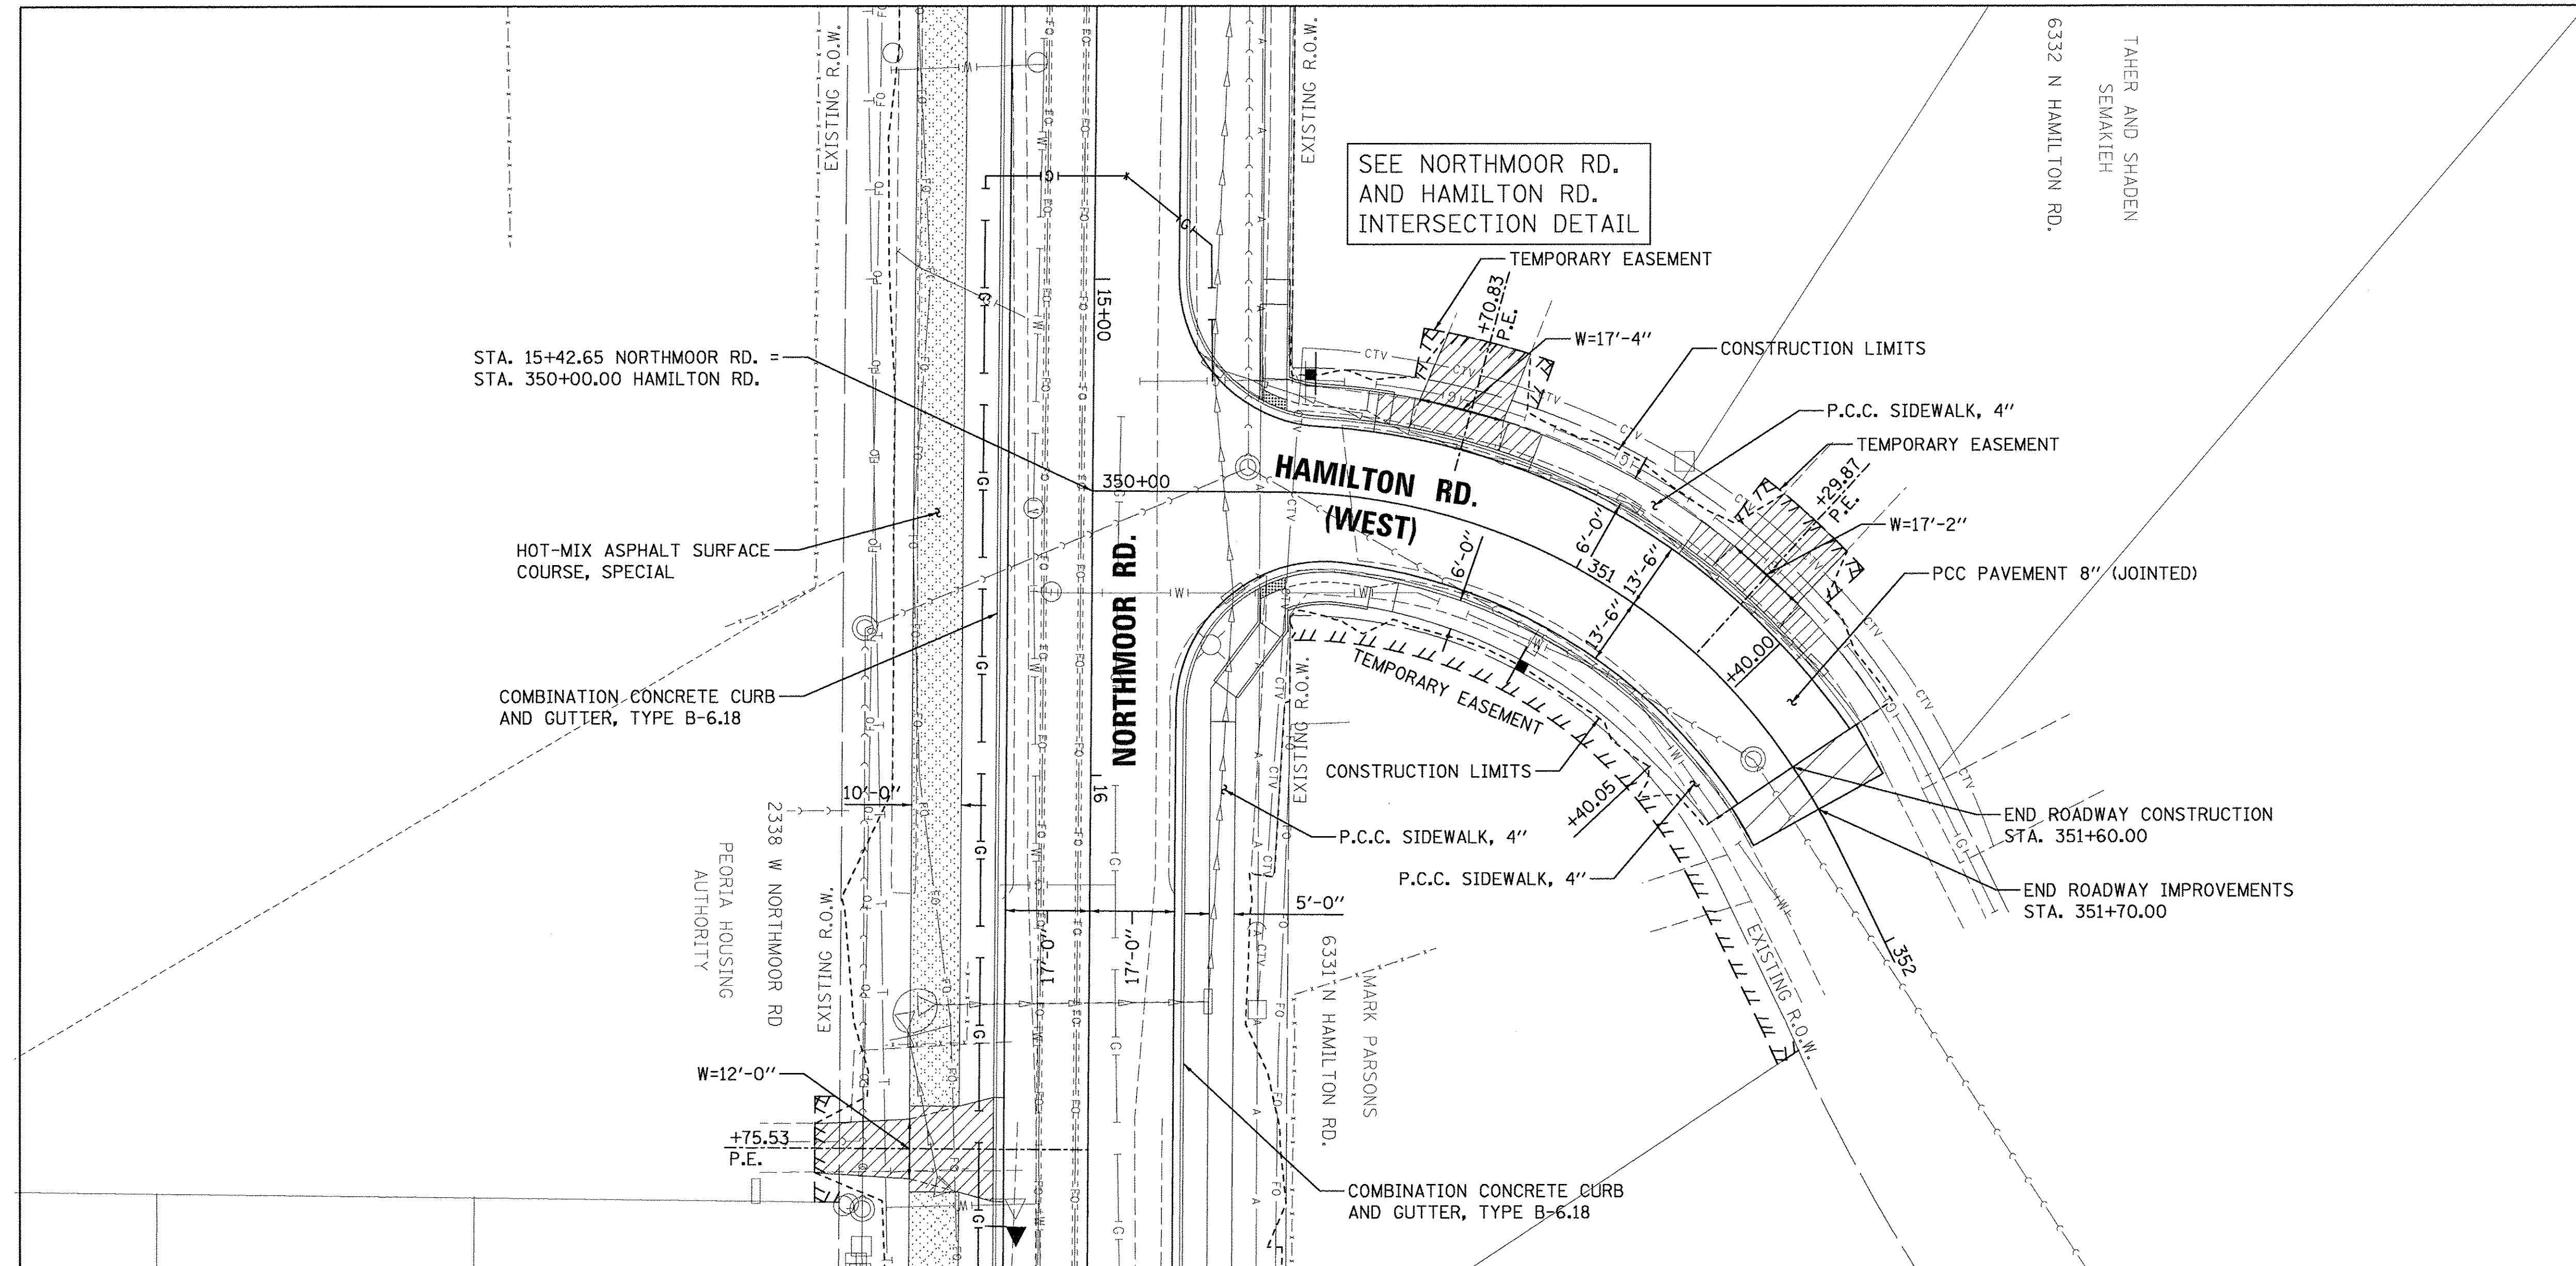 EXISTING R.O.W.
EXISTING R.O.W.
6332 N HAMILTON RD.
TAHER AND SHADEN
SEMAKIEH
SEE NORTHMOOR RD.
AND HAMILTON RD.
INTERSECTION DETAIL
TEMPORARY EASEMENT
+70.83
P.E.
W=17'-4"
CONSTRUCTION LIMITS
15+00
STA. 15+42.65 NORTHMOOR RD. =
STA. 350+00.00 HAMILTON RD.
P.C.C. SIDEWALK, 4"
TEMPORARY EASEMENT
+29.87
P.E.
W=17'-2"
350+00
HAMILTON RD.
(WEST)
6'-0"
6'-0"
351
13'-6"
13'-6"
HOT-MIX ASPHALT SURFACE
COURSE, SPECIAL
PCC PAVEMENT 8" (JOINTED)
NORTHMOOR RD.
+40.00
TEMPORARY EASEMENT
EXISTING R.O.W.
COMBINATION CONCRETE CURB
AND GUTTER, TYPE B-6.18
CONSTRUCTION LIMITS
+40.05
16
10'-0"
P.C.C. SIDEWALK, 4"
P.C.C. SIDEWALK, 4"
END ROADWAY CONSTRUCTION
STA. 351+60.00
END ROADWAY IMPROVEMENTS
STA. 351+70.00
352
PEORIA HOUSING
AUTHORITY
2338 W NORTHMOOR RD
EXISTING R.O.W.
17'-0"
17'-0"
5'-0"
6331 N HAMILTON RD.
MARK PARSONS
EXISTING R.O.W.
W=12'-0"
+75.53
P.E.
COMBINATION CONCRETE CURB
AND GUTTER, TYPE B-6.18